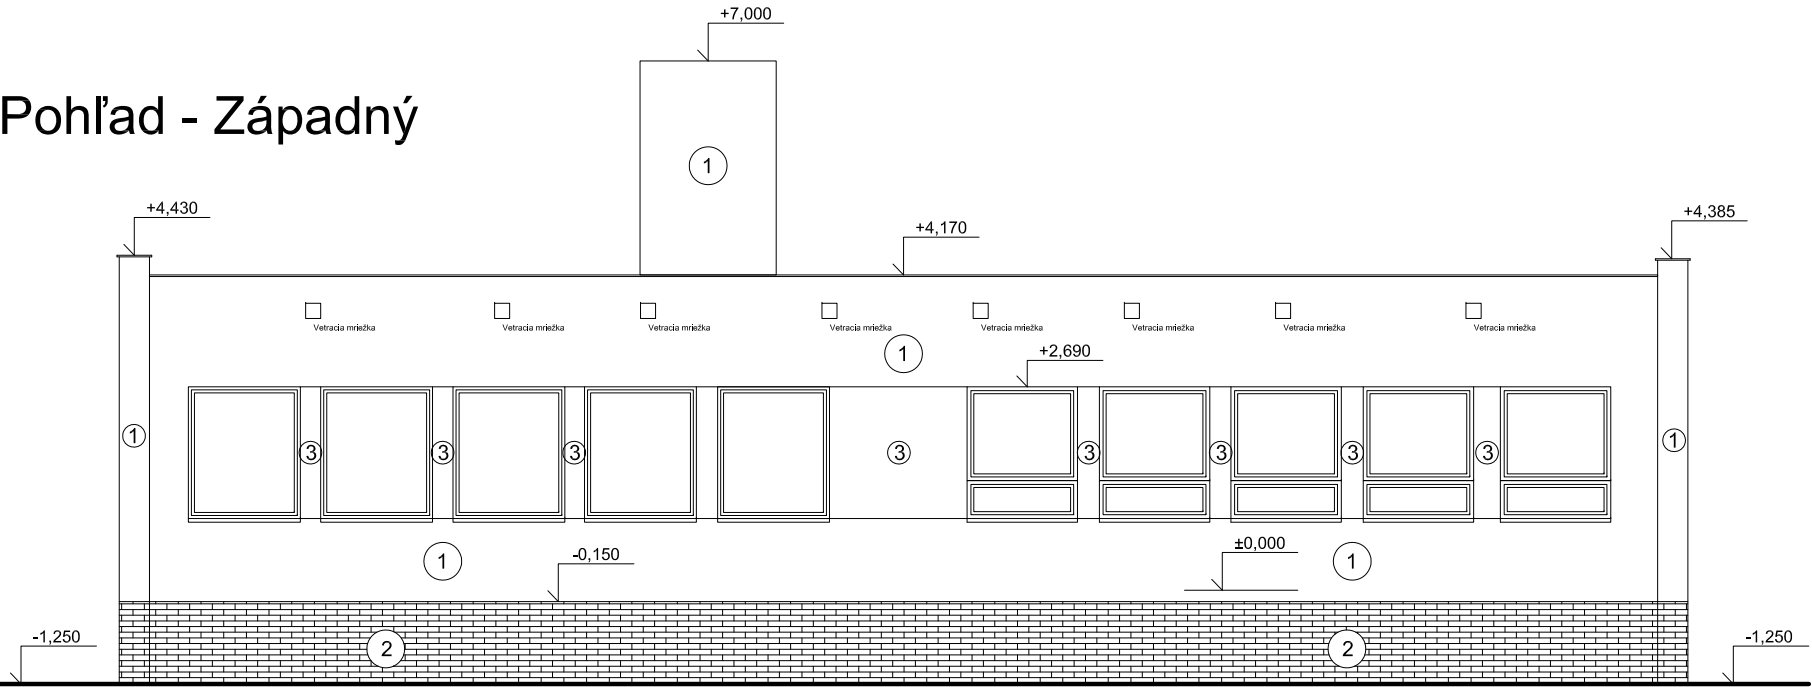 +7,000
Pohľad - Západný
1
+4,430
+4,385
+4,170
Vetracia mriežka
Vetracia mriežka
Vetracia mriežka
Vetracia mriežka
Vetracia mriežka
Vetracia mriežka
Vetracia mriežka
Vetracia mriežka
1
+2,690
1
3
3
3
3
3
3
3
3
1
1
-0,150
±0,000
1
-1,250
2
2
-1,250